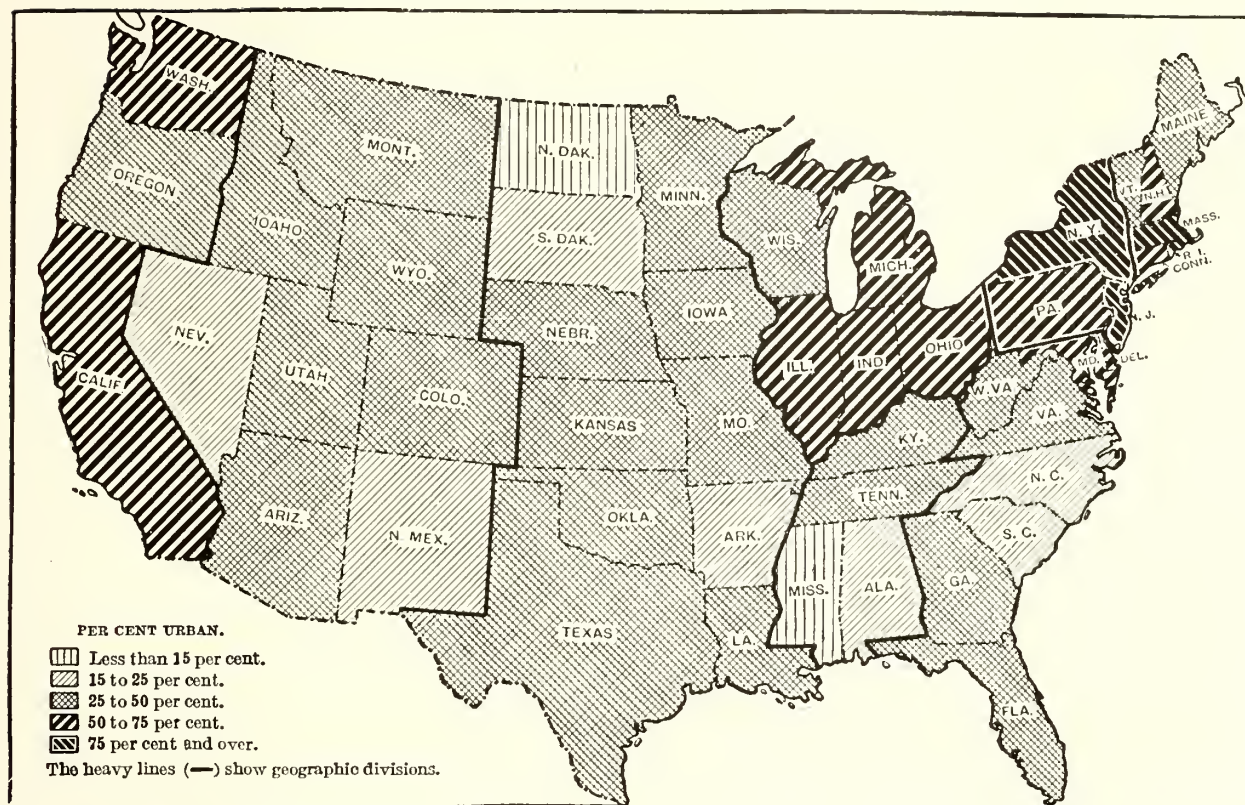 WASH.
MONT.
N. DAK.
MINN.
MAINE
OREGON
IDAHO
S. DAK.
WIS.
VT.
N.H.
N. Y.
MASS.
R. I.
CONN.
WYO.
MICH.
NEV.
NEBR.
IOWA
PA.
N. J.
UTAH
COLO.
ILL.
IND.
OHIO
MD.
DEL.
CALIF.
KANSAS
MO.
W. VA.
VA.
KY.
ARIZ.
N. MEX.
OKLA.
ARK.
TENN.
N. C.
S. C.
TEXAS
LA.
MISS.
ALA.
GA.
FLA.
PER CENT URBAN.
Less than 15 per cent.
15 to 25 per cent.
25 to 50 per cent.
50 to 75 per cent.
75 per cent and over.
The heavy lines (—) show geographic divisions.